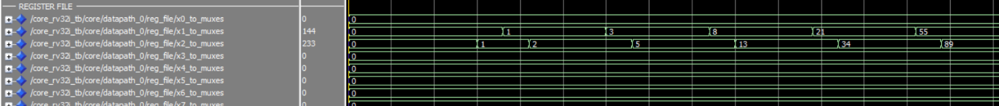 REGISTER FILE
/core_rv32i_tb/core/datapath_0/reg_file/x0_to_muxes 0 0
/core_rv32i_tb/core/datapath_0/reg_file/x1_to_muxes 144 0 1 3 8 21 55
/core_rv32i_tb/core/datapath_0/reg_file/x2_to_muxes 233 0 1 2 5 13 34 89
/core_rv32i_tb/core/datapath_0/reg_file/x3_to_muxes 0 0
/core_rv32i_tb/core/datapath_0/reg_file/x4_to_muxes 0 0
/core_rv32i_tb/core/datapath_0/reg_file/x5_to_muxes 0 0
/core_rv32i_tb/core/datapath_0/reg_file/x6_to_muxes 0 0
/core_rv32i_tb/core/datapath_0/reg_file/x7_to_muxes 0 0